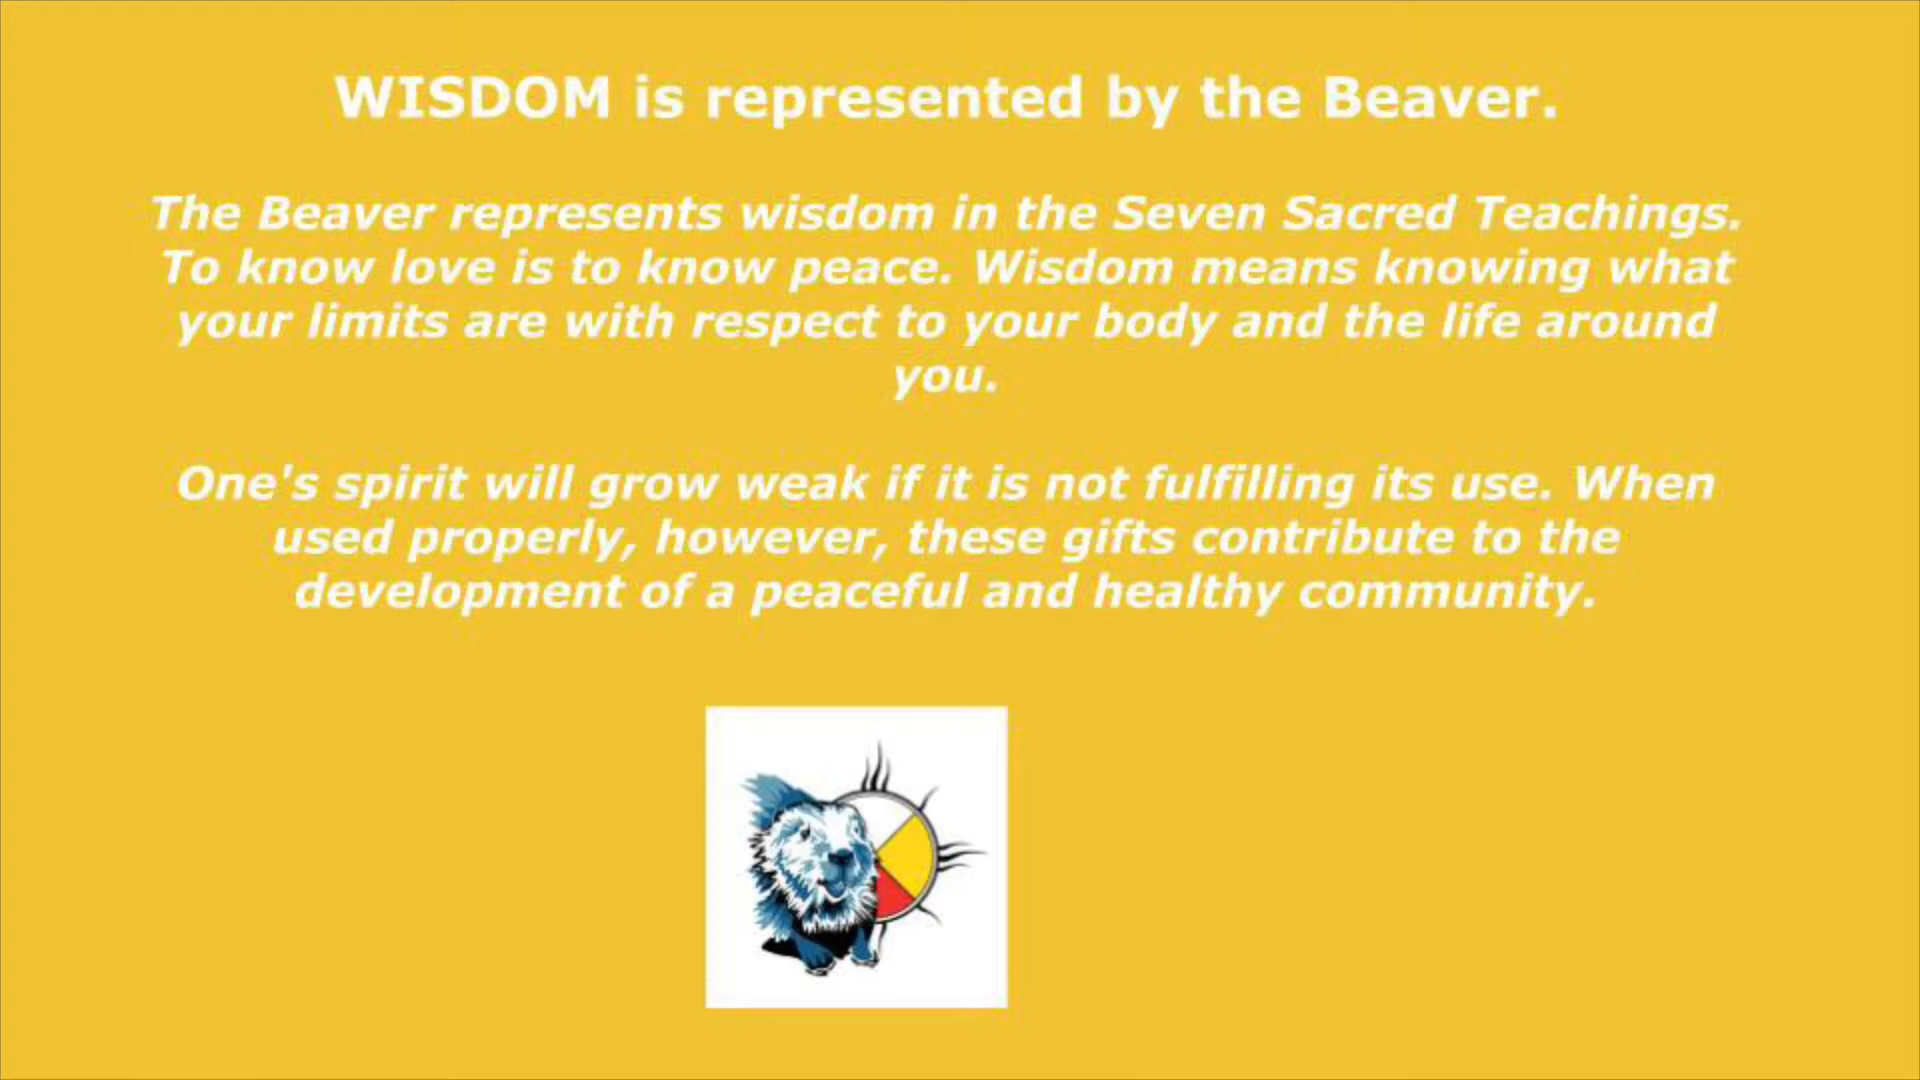 WISDOM is represented by the Beaver.
The Beaver represents wisdom in the Seven Sacred Teachings.
To know love is to know peace. Wisdom means knowing what
your limits are with respect to your body and the life around
you.
One's spirit will grow weak if it is not fulfilling its use. When
used properly, however, these gifts contribute to the
development of a peaceful and healthy community.